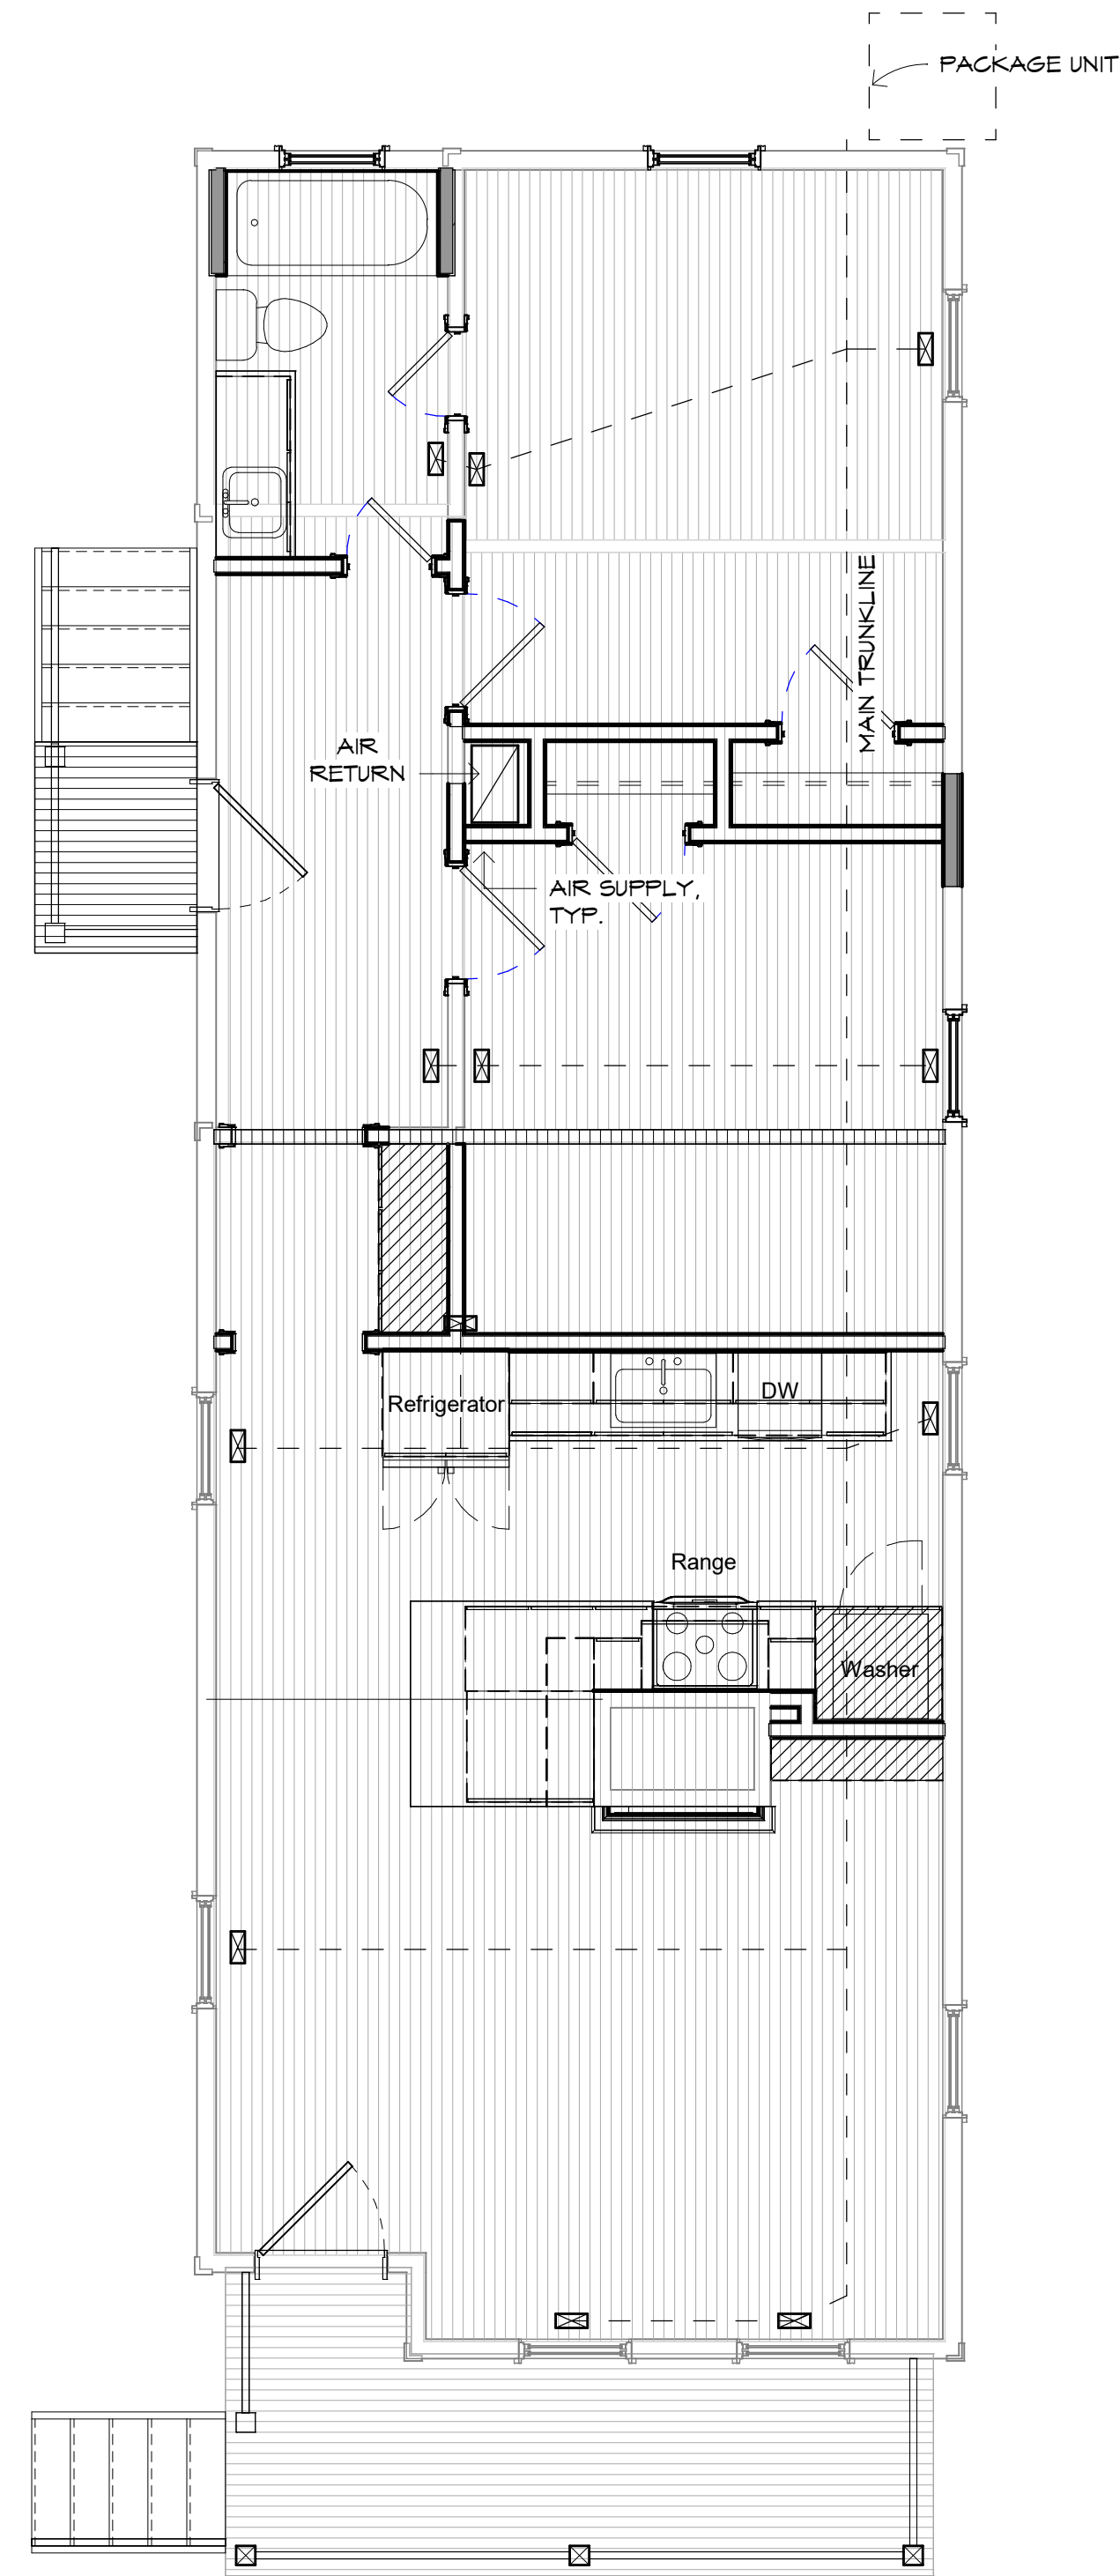 PACKAGE UNIT
MAIN TRUNKLINE
AIR
RETURN
AIR SUPPLY,
TYP.
Refrigerator
DW
Range
Washer